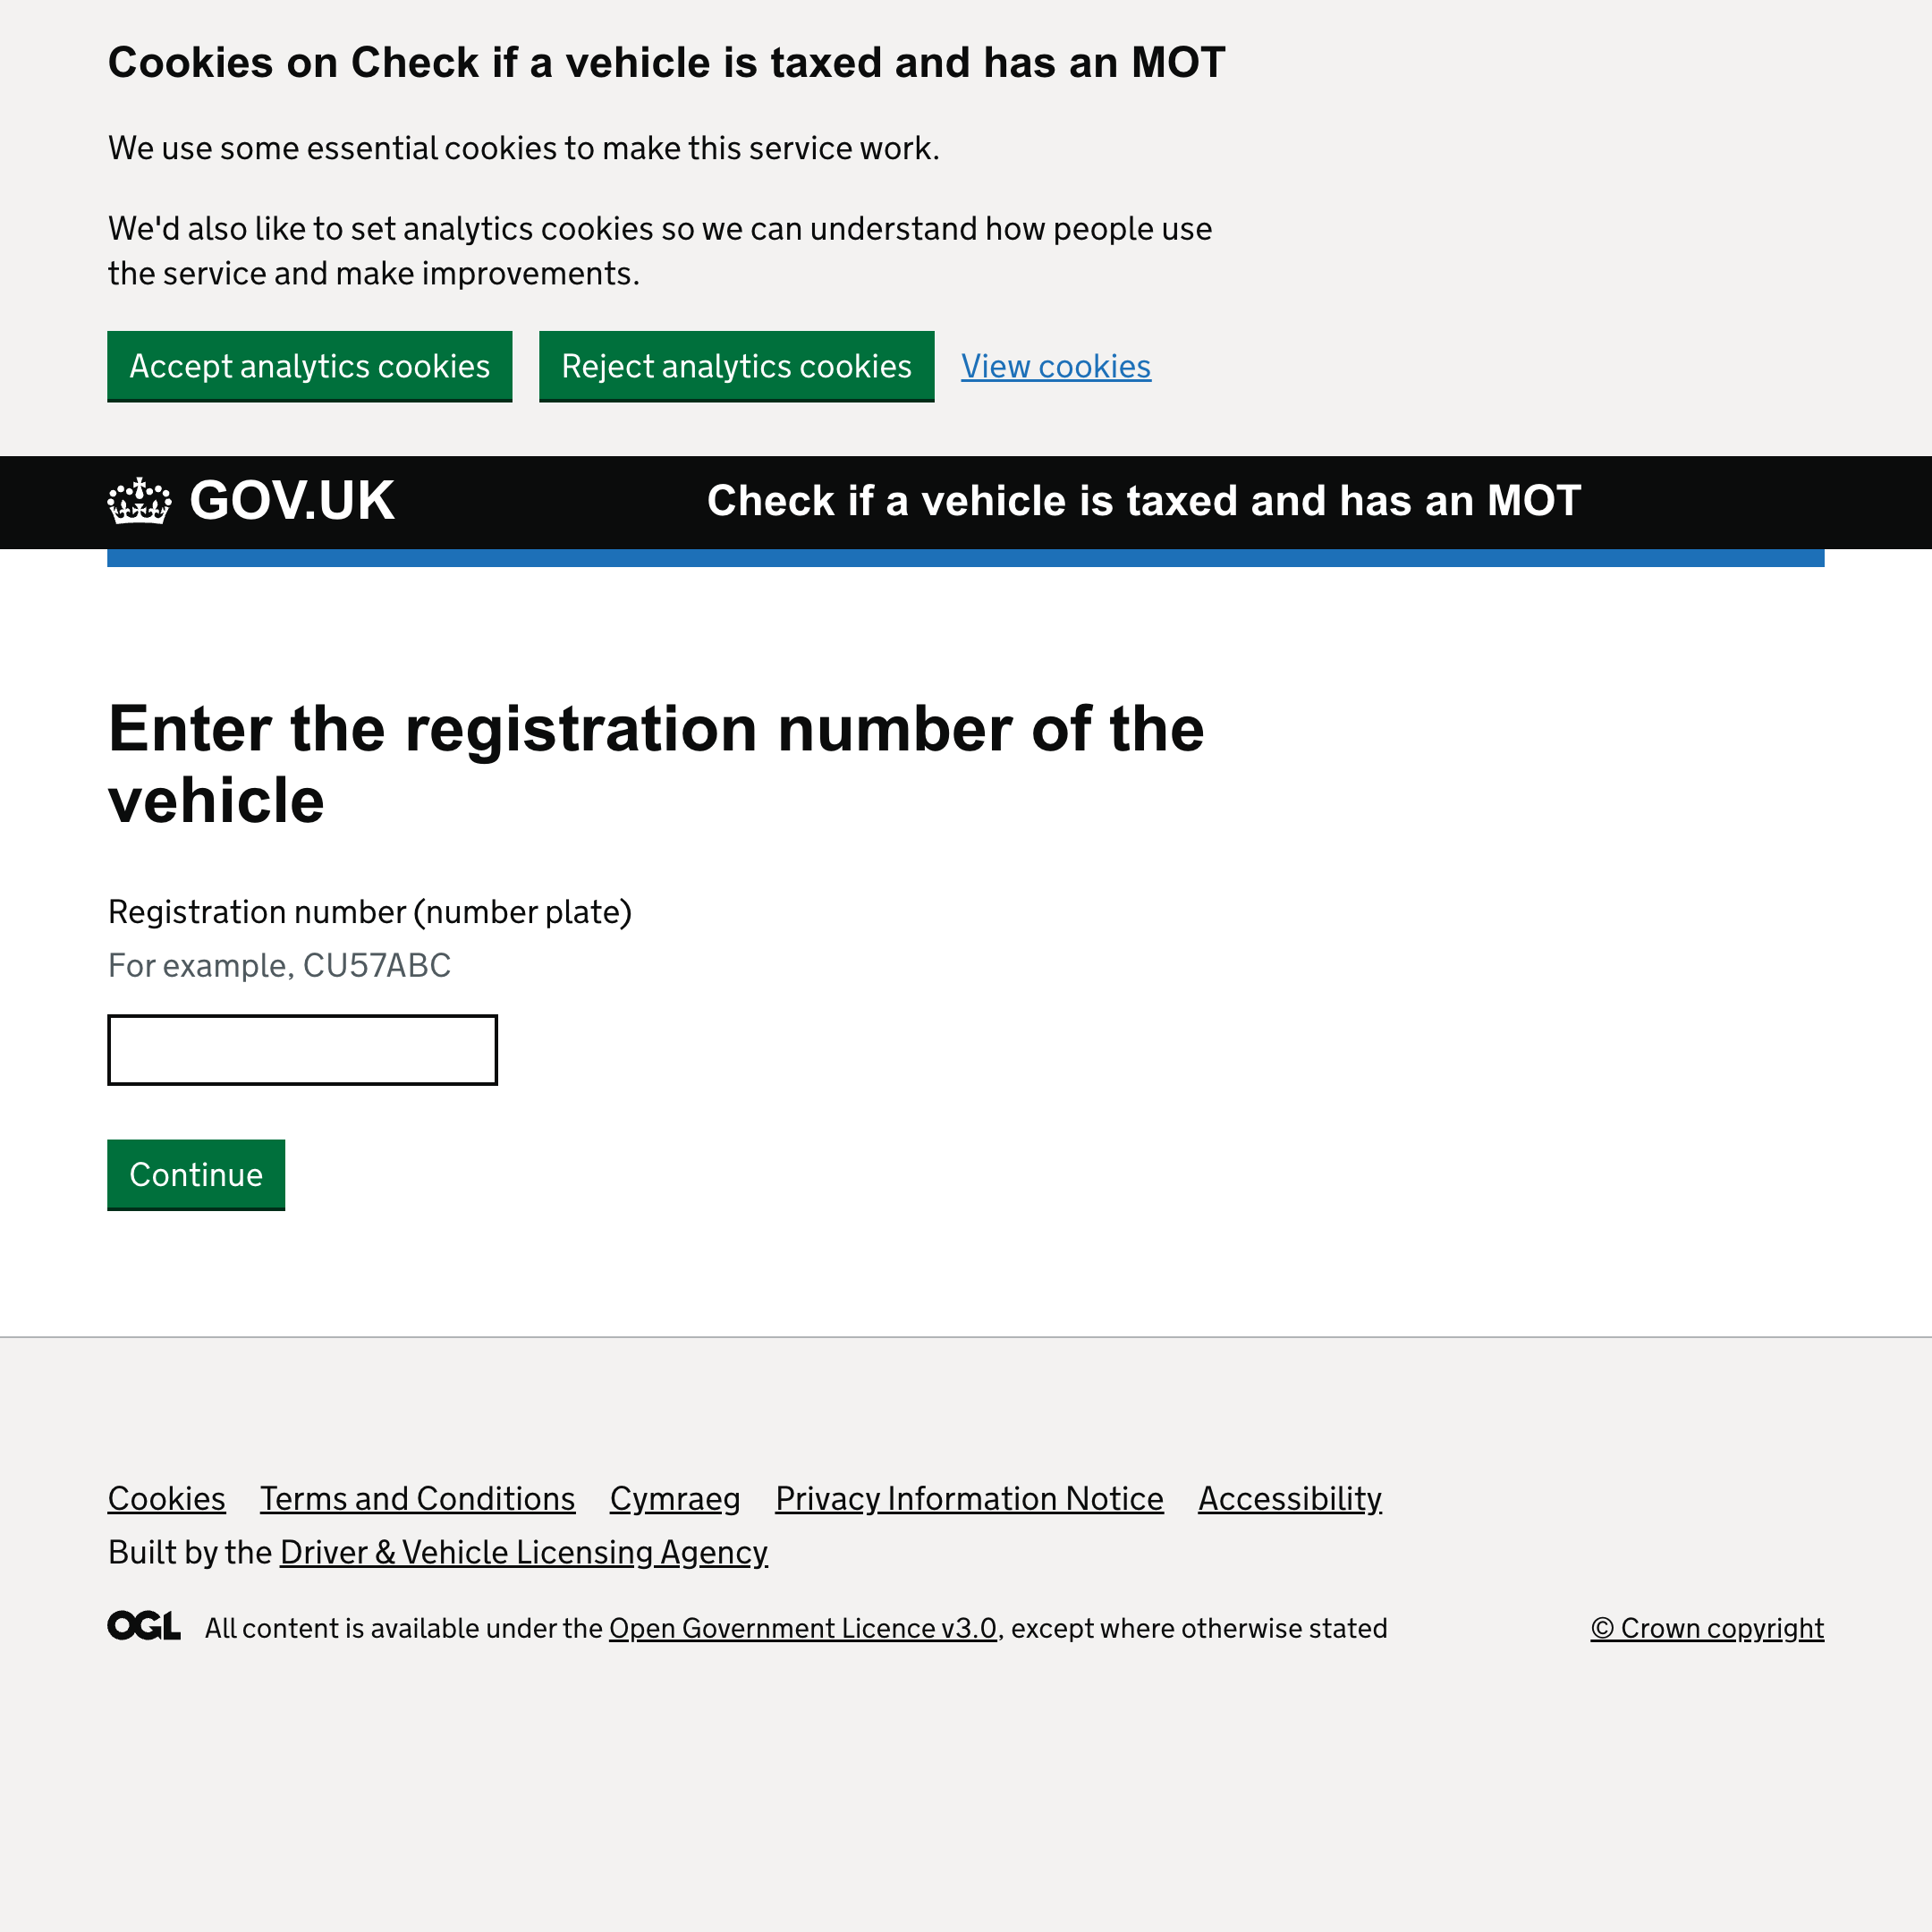 Cookies on Check if a vehicle is taxed and has an MOT
We use some essential cookies to make this service work.
We'd also like to set analytics cookies so we can understand how people use
the service and make improvements.
Accept analytics cookies
Reject analytics cookies
View cookies
GOV.UK
Check if a vehicle is taxed and has an MOT
Enter the registration number of the
vehicle
Registration number (number plate)
For example, CU57ABC
Continue
Cookies Terms and Conditions Cymraeg Privacy Information Notice Accessibility
Built by the Driver & Vehicle Licensing Agency
OGL All content is available under the Open Government Licence v3.0, except where otherwise stated
© Crown copyright